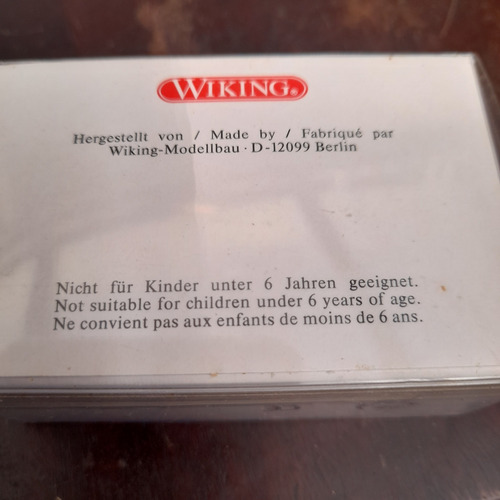 WIKING®
Hergestellt von / Made by / Fabriqué par
Wiking-Modellbau · D-12099 Berlin
Nicht für Kinder unter 6 Jahren geeignet.
Not suitable for children under 6 years of age.
Ne convient pas aux enfants de moins de 6 ans.